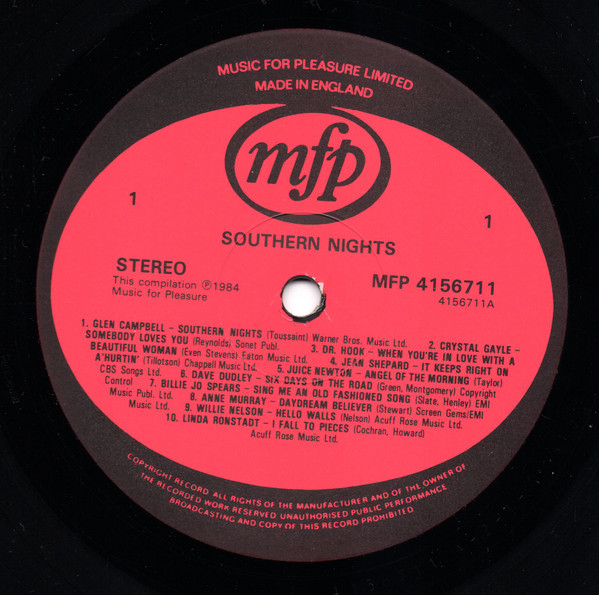 MUSIC FOR PLEASURE LIMITED
MADE IN ENGLAND
mfp
1
1
SOUTHERN NIGHTS
STEREO
MFP 4156711
This compilation ℗1984
4156711A
Music for Pleasure
1. GLEN CAMPBELL – SOUTHERN NIGHTS (Toussaint) Warner Bros. Music Ltd. 2. CRYSTAL GAYLE –
SOMEBODY LOVES YOU (Reynolds) Sonet Publ. 3. DR. HOOK – WHEN YOU'RE IN LOVE WITH A
BEAUTIFUL WOMAN (Even Stevens) Eaton Music Ltd. 4. JEAN SHEPARD – IT KEEPS RIGHT ON
A'HURTIN' (Tillotson) Chappell Music Ltd. 5. JUICE NEWTON – ANGEL OF THE MORNING (Taylor)
CBS Songs Ltd. 6. DAVE DUDLEY – SIX DAYS ON THE ROAD (Green, Montgomery) Copyright
Control 7. BILLIE JO SPEARS – SING ME AN OLD FASHIONED SONG (Slate, Henley) EMI
Music Publ. Ltd. 8. ANNE MURRAY – DAYDREAM BELIEVER (Stewart) Screen Gems/EMI
Music Ltd. 9. WILLIE NELSON – HELLO WALLS (Nelson) Acuff Rose Music Ltd.
10. LINDA RONSTADT – I FALL TO PIECES (Cochran, Howard)
Acuff Rose Music Ltd.
COPYRIGHT RECORD ALL RIGHTS OF THE MANUFACTURER AND OF THE OWNER OF
THE RECORDED WORK RESERVED UNAUTHORISED PUBLIC PERFORMANCE
BROADCASTING AND COPY OF THIS RECORD PROHIBITED